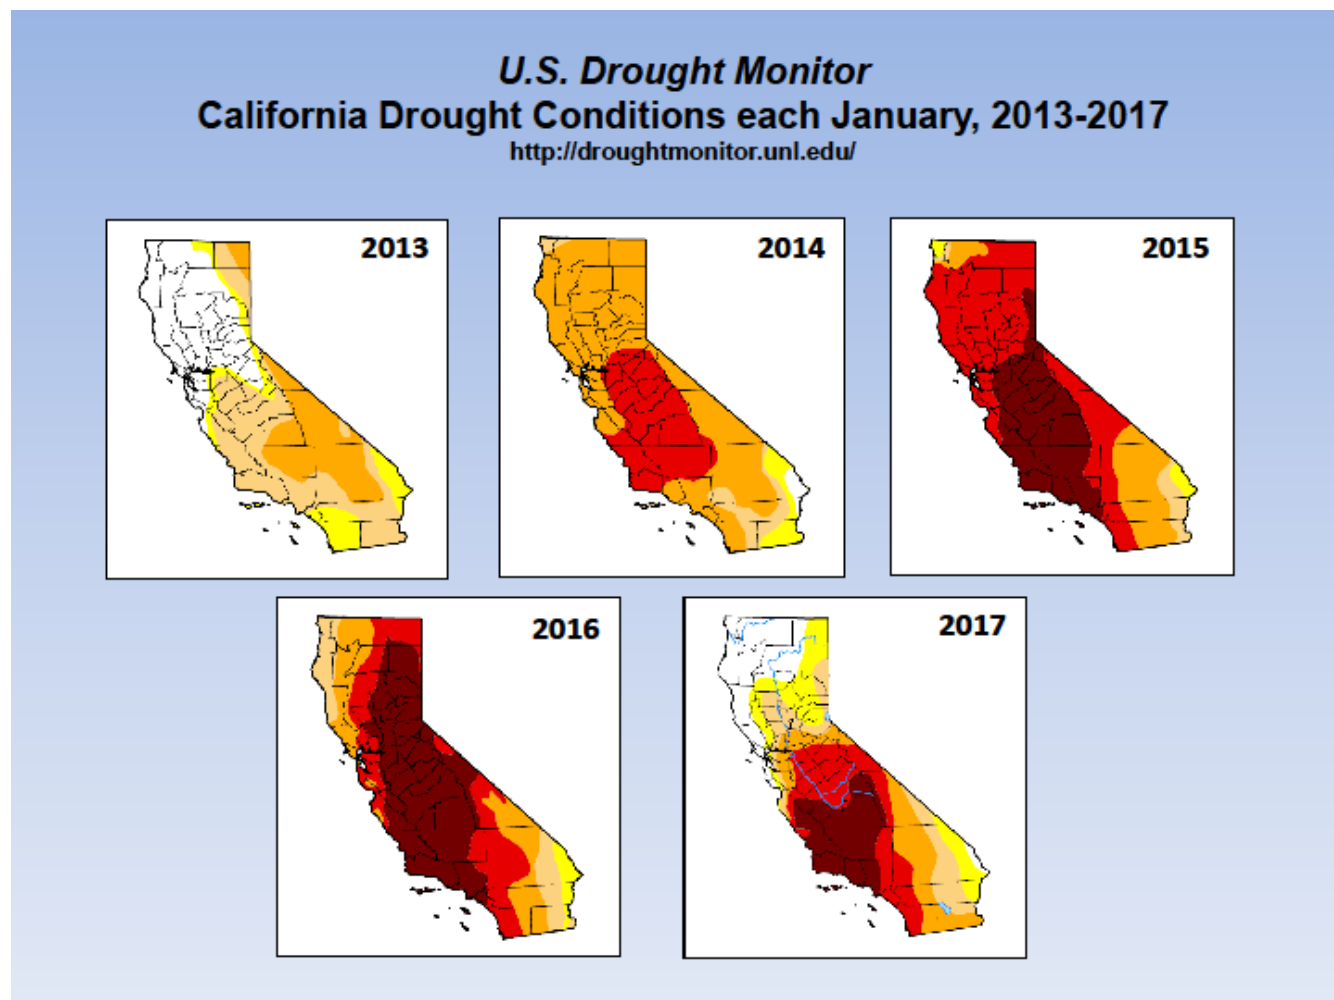 U.S. Drought Monitor
California Drought Conditions each January, 2013-2017
http://droughtmonitor.unl.edu/
2013
2014
2015
2016
2017